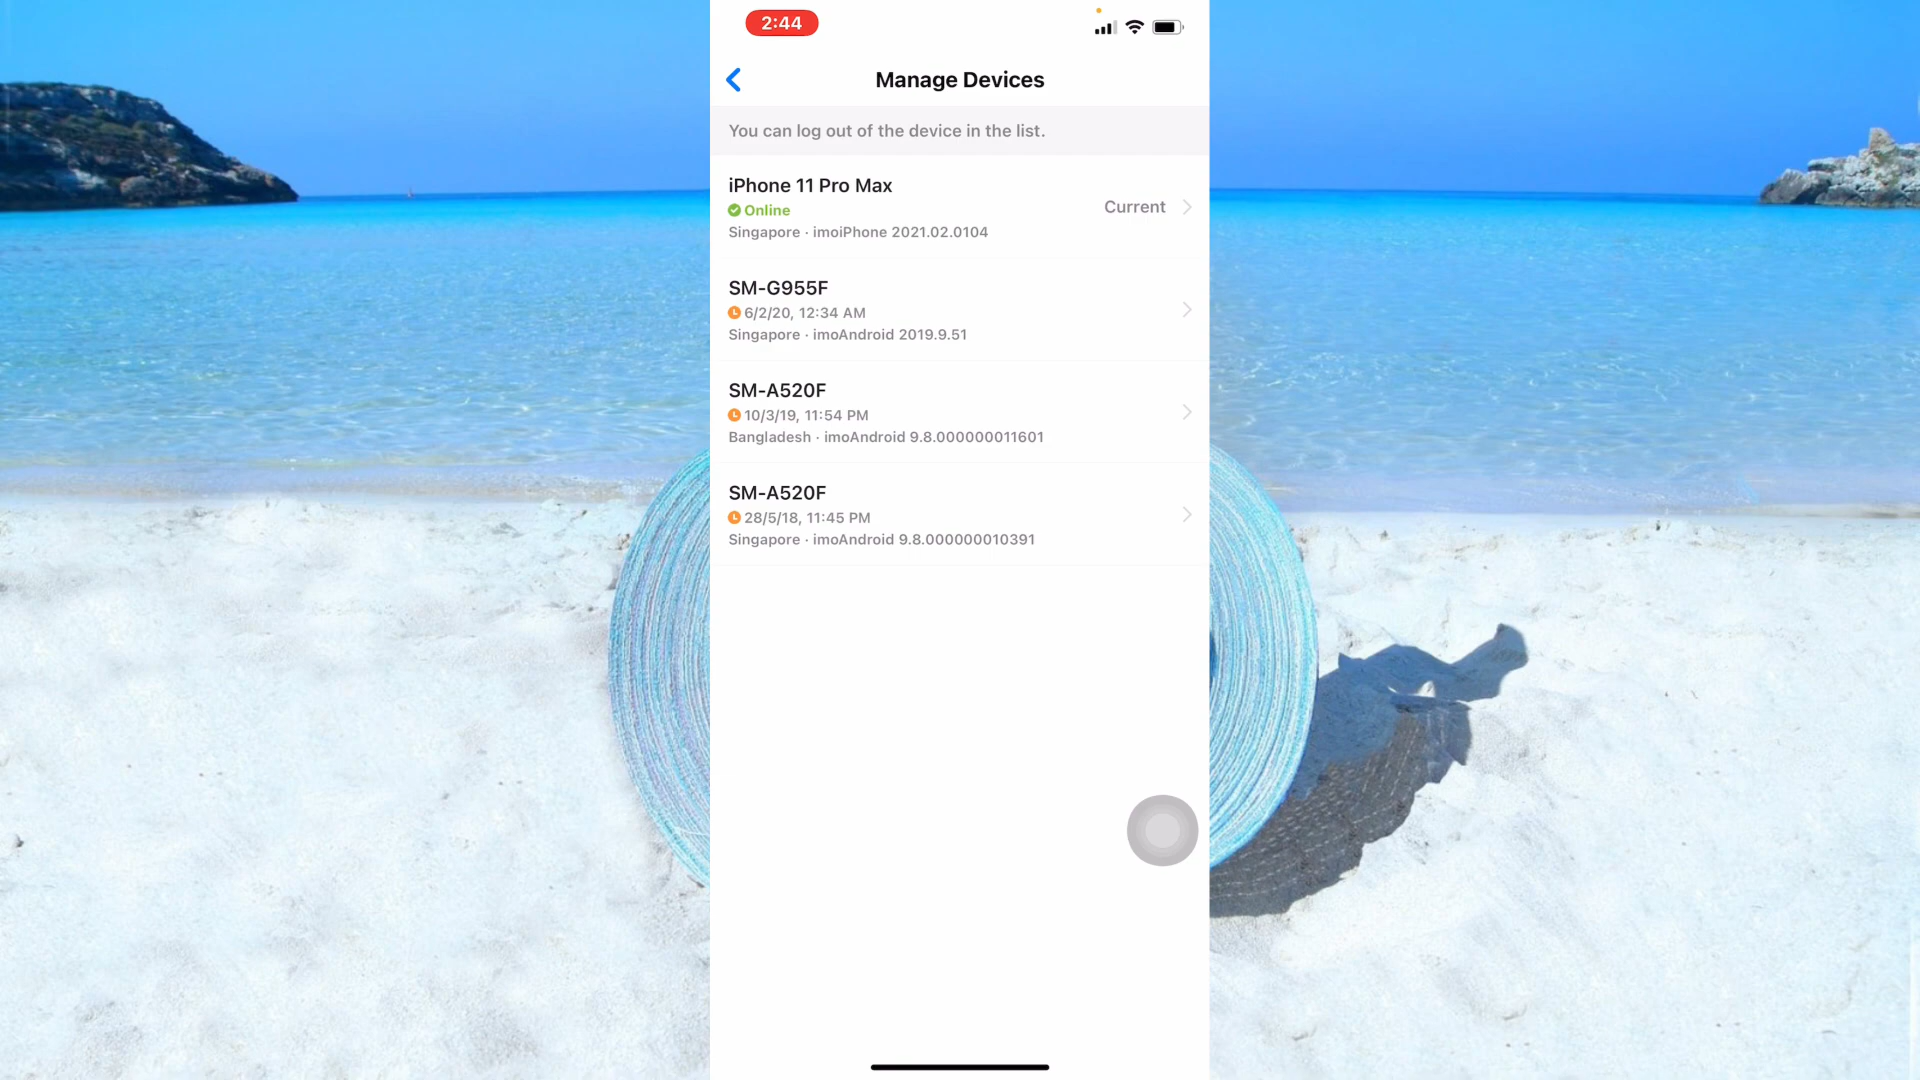 2:44
Manage Devices
You can log out of the device in the list.
iPhone 11 Pro Max
Online
Current
Singapore · imoiPhone 2021.02.0104
SM-G955F
6/2/20, 12:34 AM
Singapore · imoAndroid 2019.9.51
SM-A520F
10/3/19, 11:54 PM
Bangladesh · imoAndroid 9.8.000000011601
SM-A520F
28/5/18, 11:45 PM
Singapore · imoAndroid 9.8.000000010391